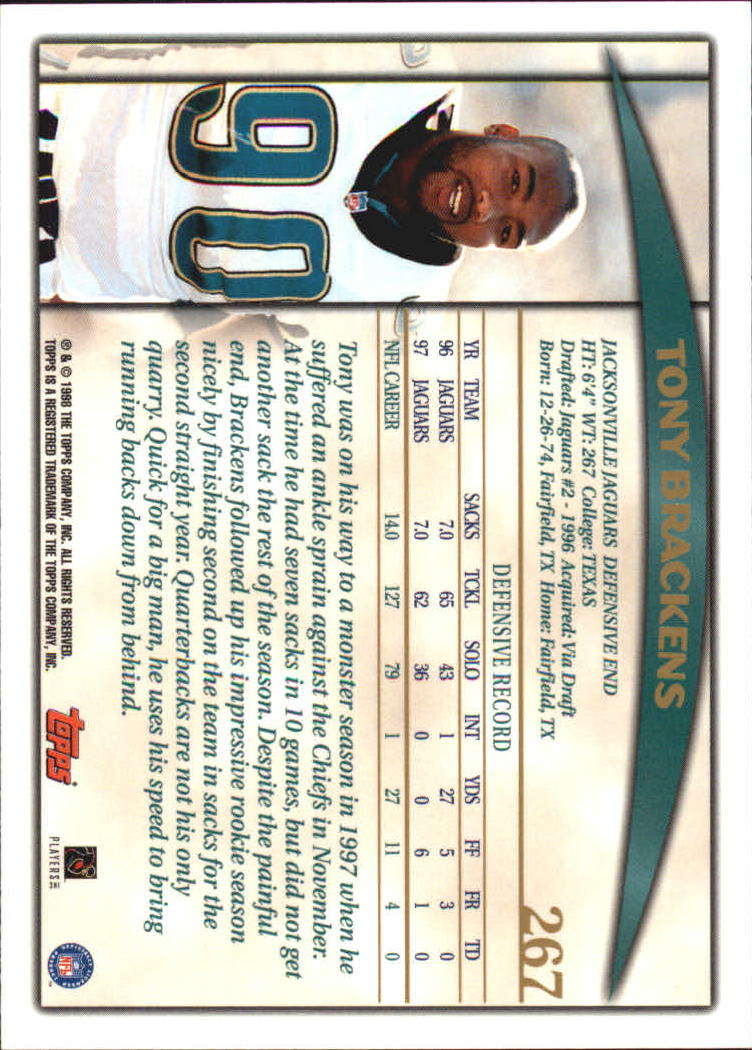 TONY BRACKENS
JACKSONVILLE JAGUARS DEFENSIVE END
HT: 6'4" WT: 267 College: TEXAS
Drafted: Jaguars #2 - 1996 Acquired: Via Draft
Born: 12-26-74, Fairfield, TX Home: Fairfield, TX
267
DEFENSIVE RECORD
YR TEAM SACKS TCKL SOLO INT YDS FF FR TD
96 JAGUARS 7.0 65 43 1 27 5 3 0
97 JAGUARS 7.0 62 36 0 0 6 1 0
NFL CAREER 14.0 127 79 1 27 11 4 0
Tony was on his way to a monster season in 1997 when he
suffered an ankle sprain against the Chiefs in November.
At the time he had seven sacks in 10 games, but did not get
another sack the rest of the season. Despite the painful
end, Brackens followed up his impressive rookie season
nicely by finishing second on the team in sacks for the
second straight year. Quarterbacks are not his only
quarry. Quick for a big man, he uses his speed to bring
running backs down from behind.
90
® & © 1998 THE TOPPS COMPANY, INC. ALL RIGHTS RESERVED.
TOPPS IS A REGISTERED TRADEMARK OF THE TOPPS COMPANY, INC.
topps
PLAYERS INC
NFL